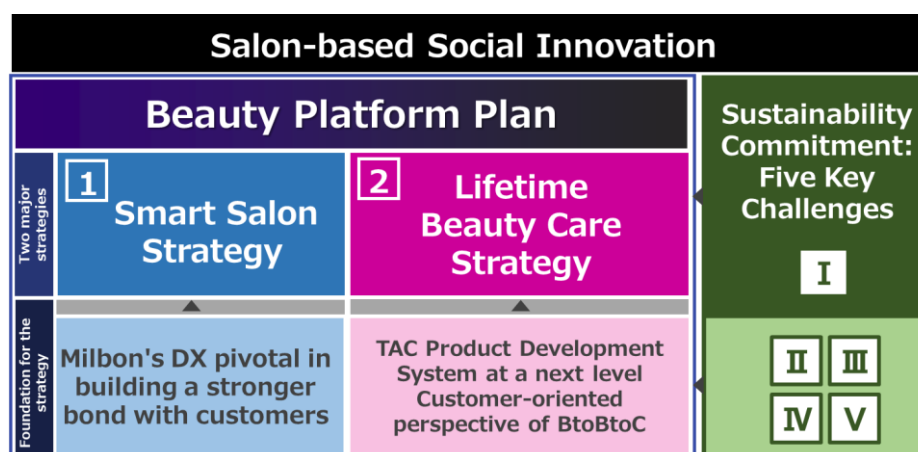 Salon-based Social Innovation
Beauty Platform Plan
Two major
strategies
1
Smart Salon
Strategy
2
Lifetime
Beauty Care
Strategy
Foundation for the
strategy
Milbon's DX pivotal in
building a stronger
bond with customers
TAC Product Development
System at a next level
Customer-oriented
perspective of BtoBtoC
Sustainability
Commitment:
Five Key
Challenges
I
II III
IV V